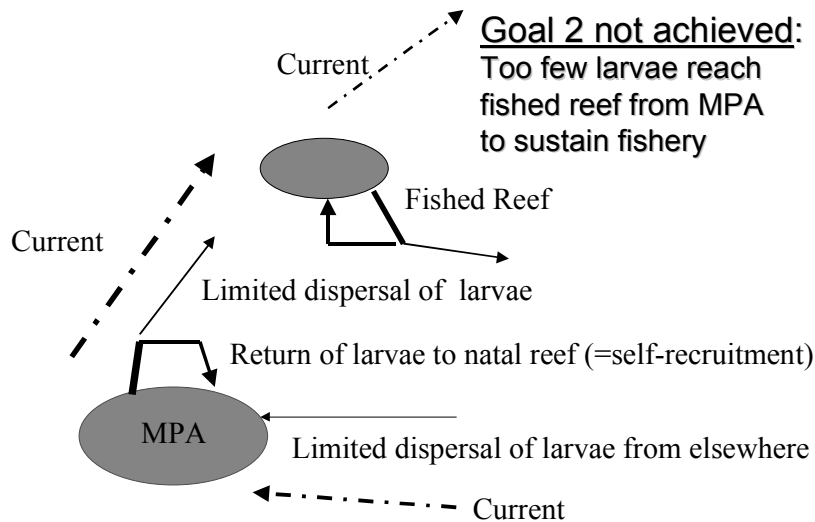 Goal 2 not achieved:
Too few larvae reach
fished reef from MPA
to sustain fishery
Current
Fished Reef
Current
Limited dispersal of larvae
Return of larvae to natal reef (=self-recruitment)
MPA
Limited dispersal of larvae from elsewhere
Current